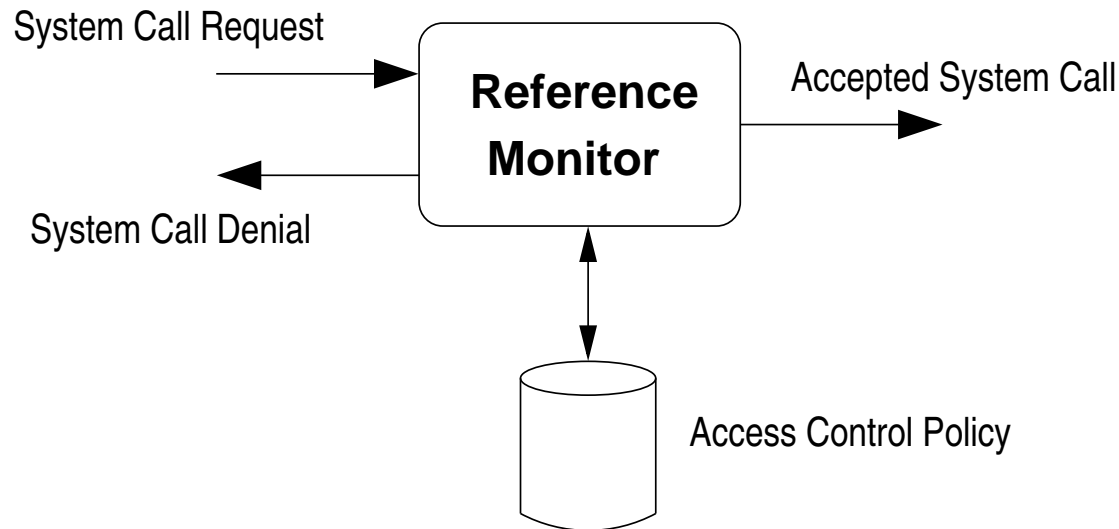 System Call Request
Reference
Monitor
Accepted System Call
System Call Denial
Access Control Policy